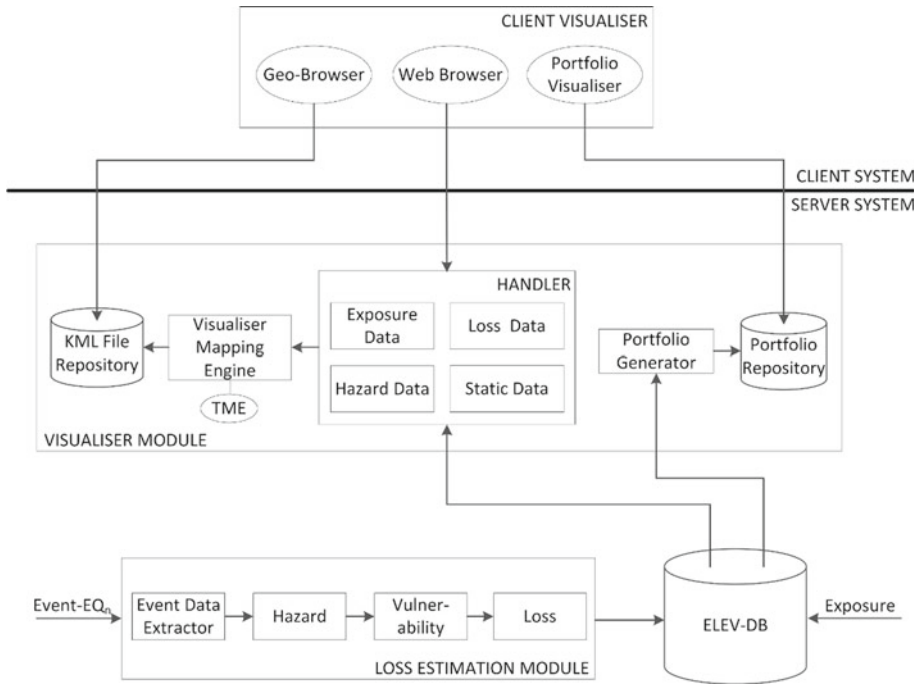 CLIENT VISUALISER
Geo-Browser
Web Browser
Portfolio
Visualiser
CLIENT SYSTEM
SERVER SYSTEM
HANDLER
Exposure
Data
Loss Data
Hazard Data
Static Data
KML File
Repository
Visualiser
Mapping
Engine
TME
Portfolio
Generator
Portfolio
Repository
VISUALISER MODULE
Event-EQn
Event Data
Extractor
Hazard
Vulner-
ability
Loss
LOSS ESTIMATION MODULE
ELEV-DB
Exposure